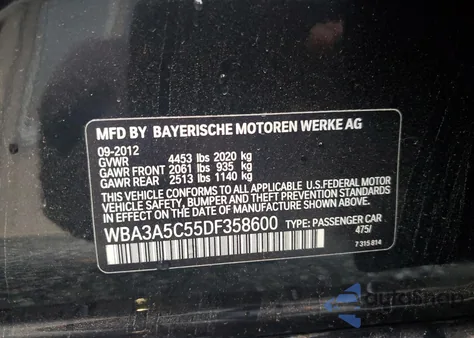 MFD BY BAYERISCHE MOTOREN WERKE AG
09-2012
GVWR 4453 lbs 2020 kg
GAWR FRONT 2061 lbs 935 kg
GAWR REAR 2513 lbs 1140 kg
THIS VEHICLE CONFORMS TO ALL APPLICABLE U.S.FEDERAL MOTOR
VEHICLE SAFETY, BUMPER AND THEFT PREVENTION STANDARDS
IN EFFECT ON THE DATE OF MANUFACTURE SHOWN ABOVE.
WBA3A5C55DF358600 TYPE: PASSENGER CAR
475/
7 315 814
AutoSnap